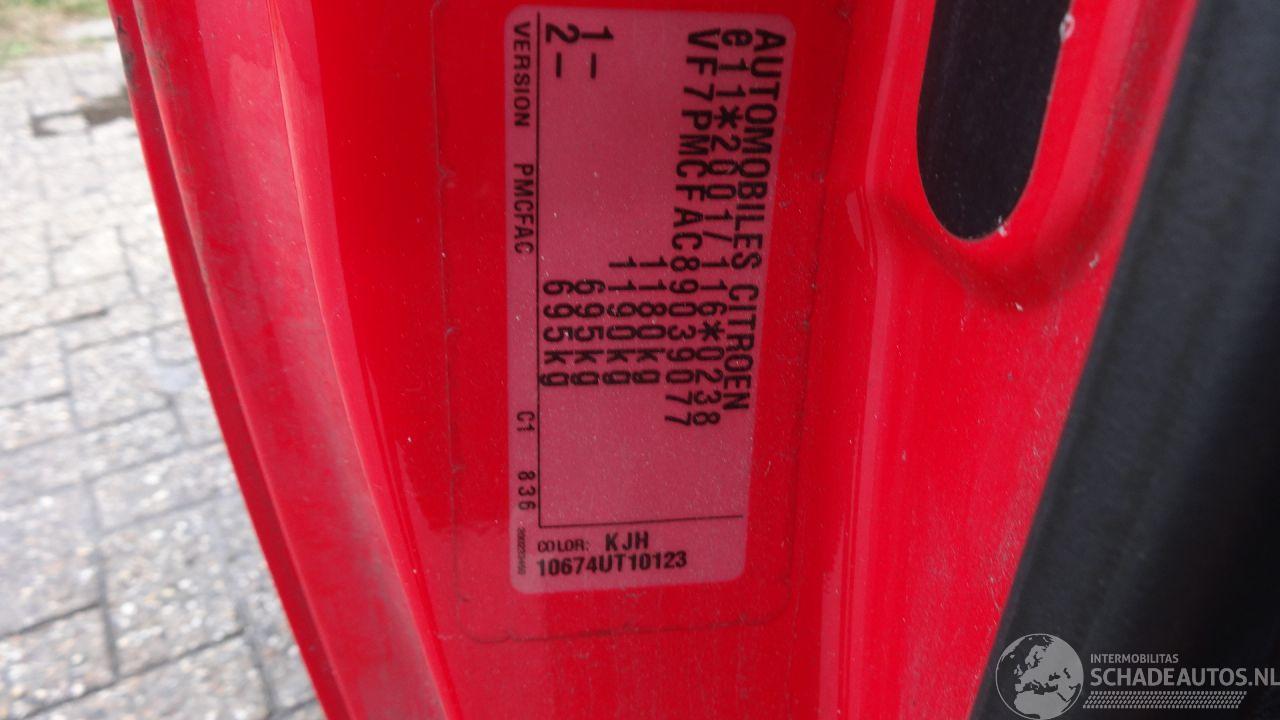 AUTOMOBILES CITROEN
e11*2001/116*0238
VF7PMCFAC89039077
1180kg
1190kg
1- 695kg
2- 695kg
VERSION PMCFAC C1 836
COLOR: KJH
10674UT10123
INTERMOBILITAS
SCHADEAUTOS.NL